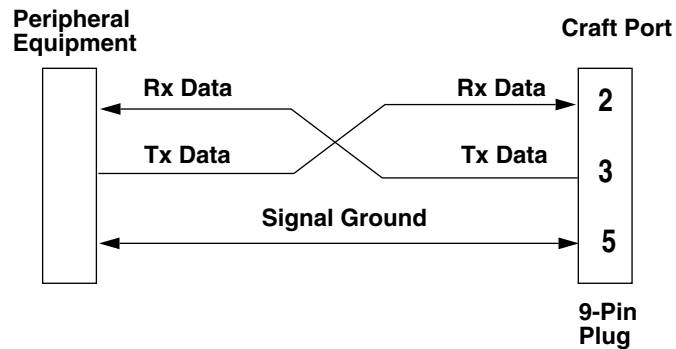 Peripheral
Equipment
Craft Port
Rx Data
Rx Data
2
Tx Data
Tx Data
3
Signal Ground
5
9-Pin
Plug